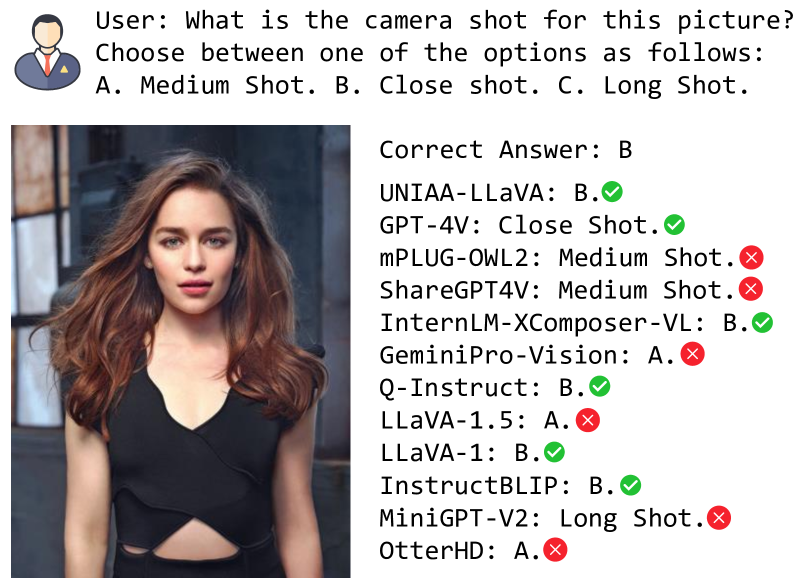 User: What is the camera shot for this picture?
Choose between one of the options as follows:
A. Medium Shot. B. Close shot. C. Long Shot.
Correct Answer: B
UNIAA-LLaVA: B.
GPT-4V: Close Shot.
mPLUG-OWL2: Medium Shot.
ShareGPT4V: Medium Shot.
InternLM-XComposer-VL: B.
GeminiPro-Vision: A.
Q-Instruct: B.
LLaVA-1.5: A.
LLaVA-1: B.
InstructBLIP: B.
MiniGPT-V2: Long Shot.
OtterHD: A.